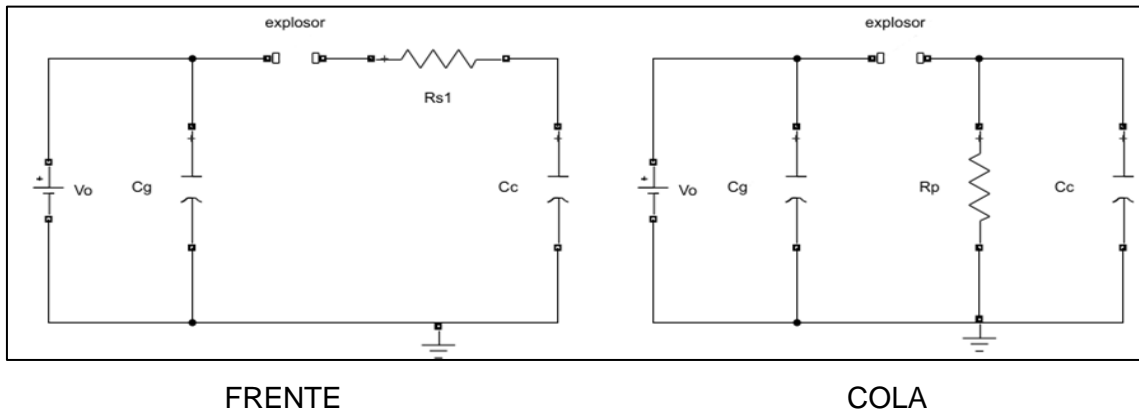 explosor
Rs1
Vo
Cg
Cc
explosor
Vo
Cg
Rp
Cc
FRENTE
COLA